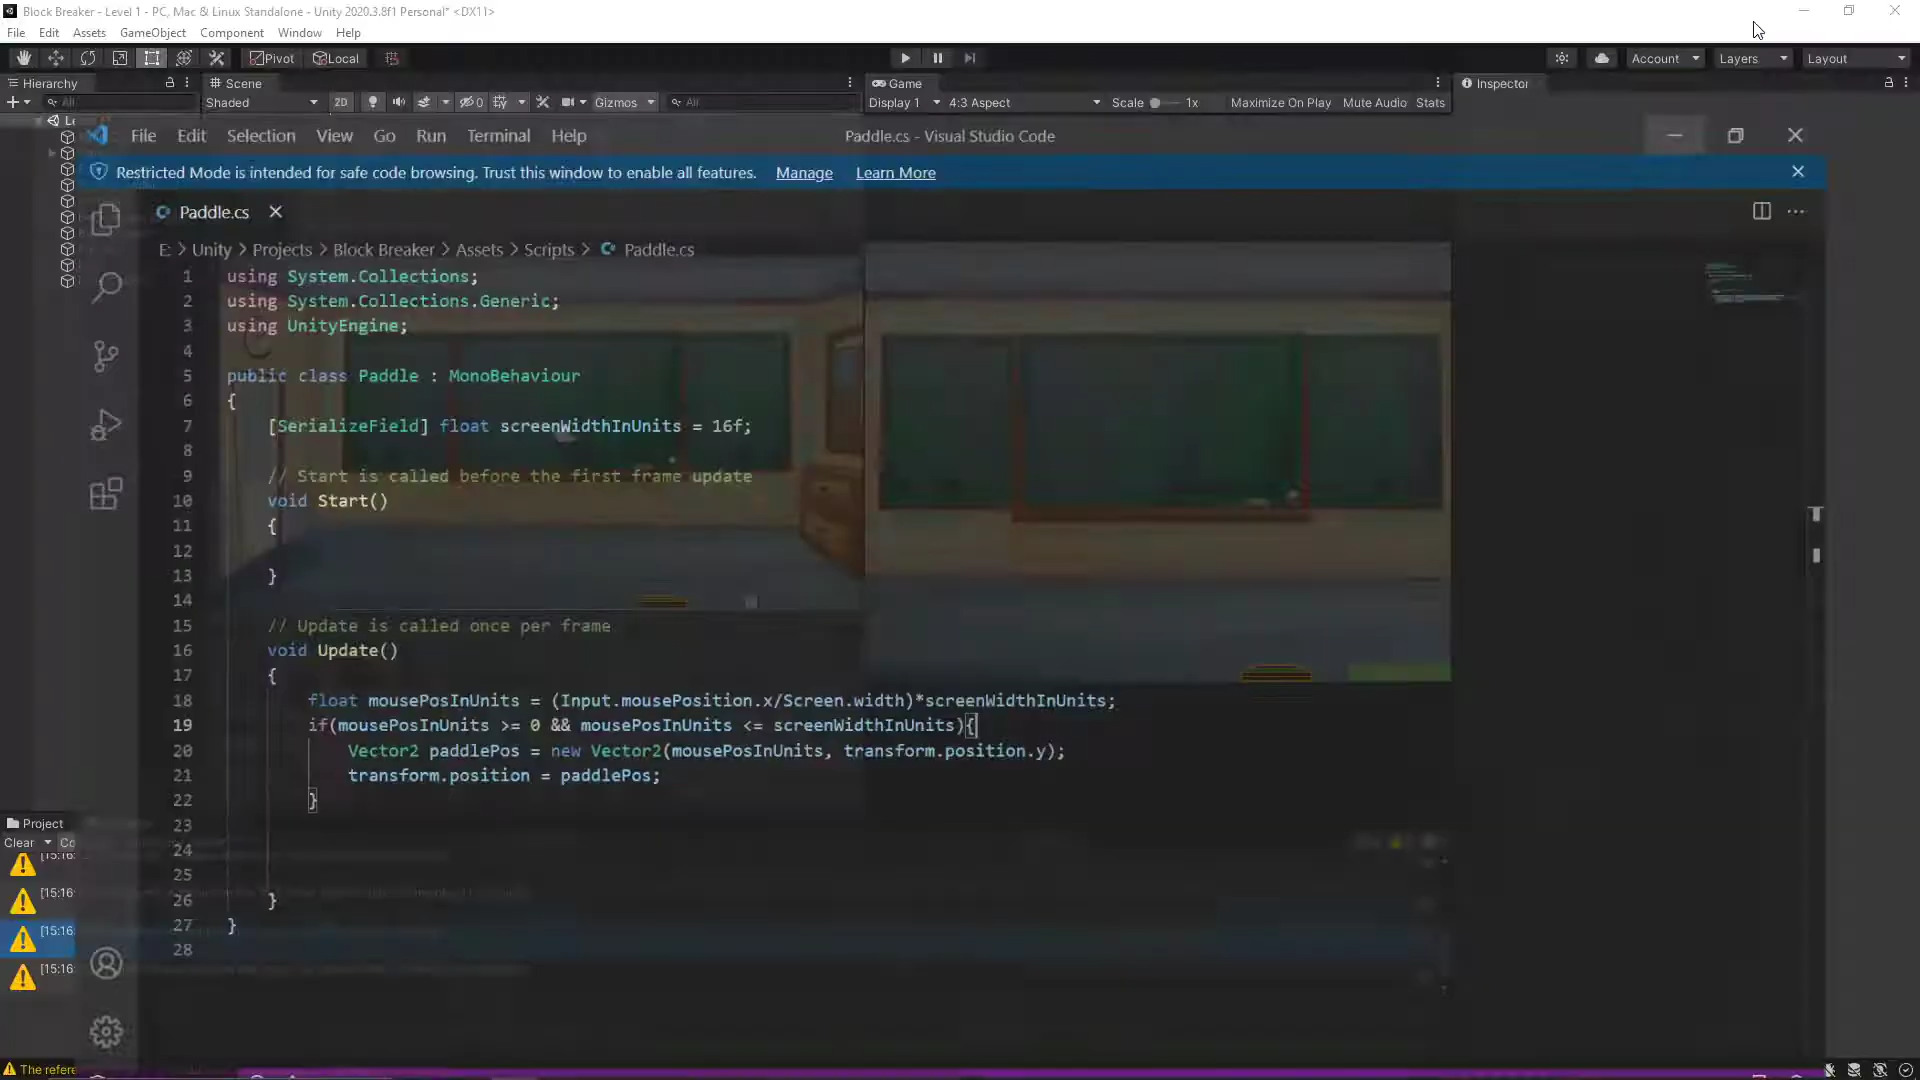 Block Breaker - Level 1 - PC, Mac & Linux Standalone - Unity 2020.3.8f1 Personal* <DX11>
File Edit Assets GameObject Component Window Help
Pivot Local Account Layers Layout
Hierarchy Scene Game Inspector
All Shaded 2D 0 Gizmos All Display 1 4:3 Aspect Scale 1x Maximize On Play Mute Audio Stats
File Edit Selection View Go Run Terminal Help Paddle.cs - Visual Studio Code
Restricted Mode is intended for safe code browsing. Trust this window to enable all features. Manage Learn More
Paddle.cs
E: > Unity > Projects > Block Breaker > Assets > Scripts > Paddle.cs
1 using System.Collections;
2 using System.Collections.Generic;
3 using UnityEngine;
4
5 public class Paddle : MonoBehaviour
6 {
7 [SerializeField] float screenWidthInUnits = 16f;
8
9 // Start is called before the first frame update
10 void Start()
11 {
12
13 }
14
15 // Update is called once per frame
16 void Update()
17 {
18 float mousePosInUnits = (Input.mousePosition.x/Screen.width)*screenWidthInUnits;
19 if(mousePosInUnits >= 0 && mousePosInUnits <= screenWidthInUnits){
20 Vector2 paddlePos = new Vector2(mousePosInUnits, transform.position.y);
21 transform.position = paddlePos;
22 }
23
24
25
26 }
27 }
28
Project
Clear Co
[15:16:
[15:16:
[15:16:
[15:16:
The refere